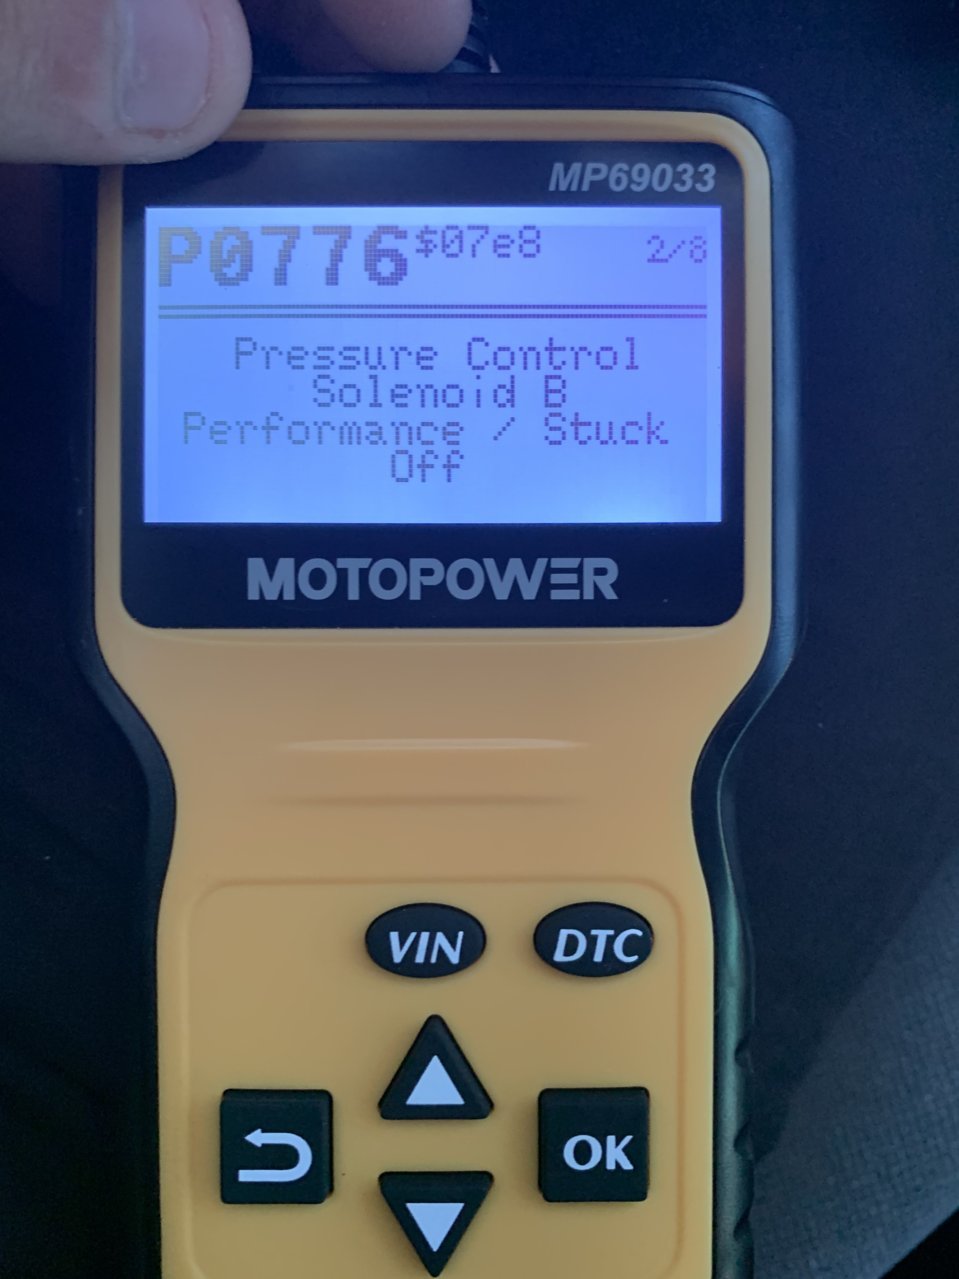 MP69033
P0776 $07e8 2/8
Pressure Control
Solenoid B
Performance / Stuck
Off
MOTOPOWER
VIN DTC
OK